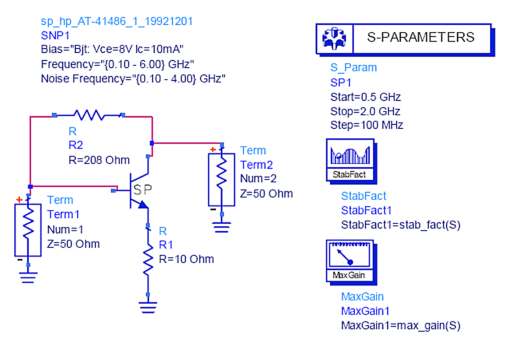 sp_hp_AT-41486_1_19921201
SNP1
Bias="Bjt: Vce=8V Ic=10mA"
Frequency="{0.10 - 6.00} GHz"
Noise Frequency="{0.10 - 4.00} GHz"
R
R2
R=208 Ohm
SP
+
Term
Term1
Num=1
Z=50 Ohm
-
+
Term
Term2
Num=2
Z=50 Ohm
-
R
R1
R=10 Ohm
S-PARAMETERS
S_Param
SP1
Start=0.5 GHz
Stop=2.0 GHz
Step=100 MHz
StabFact
StabFact
StabFact1
StabFact1=stab_fact(S)
MaxGain
MaxGain
MaxGain1
MaxGain1=max_gain(S)